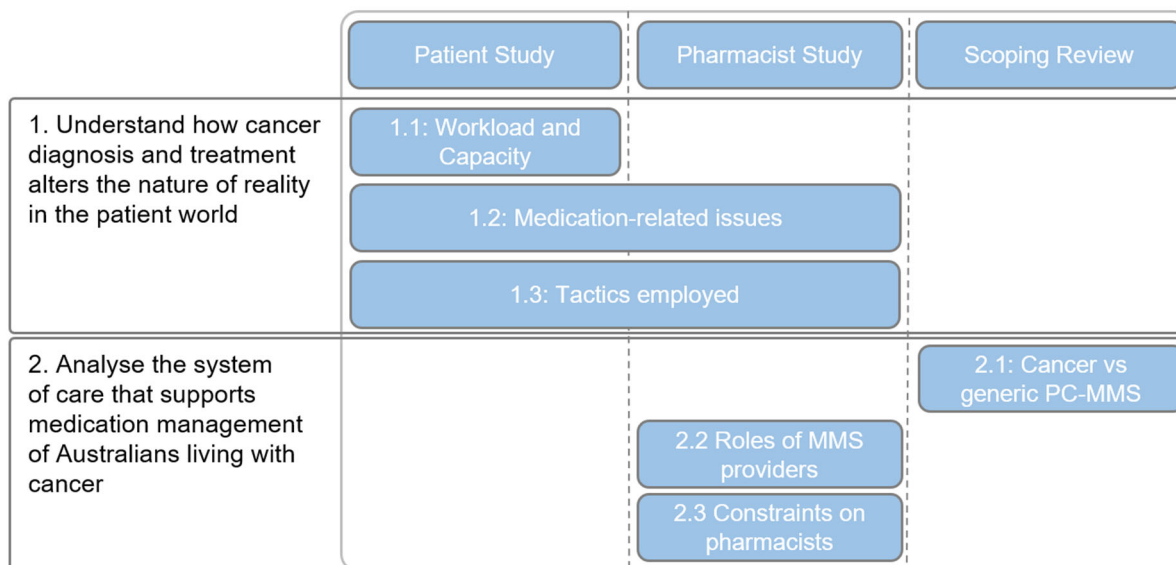 Patient Study
Pharmacist Study
Scoping Review
1. Understand how cancer
diagnosis and treatment
alters the nature of reality
in the patient world
1.1: Workload and
Capacity
1.2: Medication-related issues
1.3: Tactics employed
2. Analyse the system
of care that supports
medication management
of Australians living with
cancer
2.1: Cancer vs
generic PC-MMS
2.2 Roles of MMS
providers
2.3 Constraints on
pharmacists